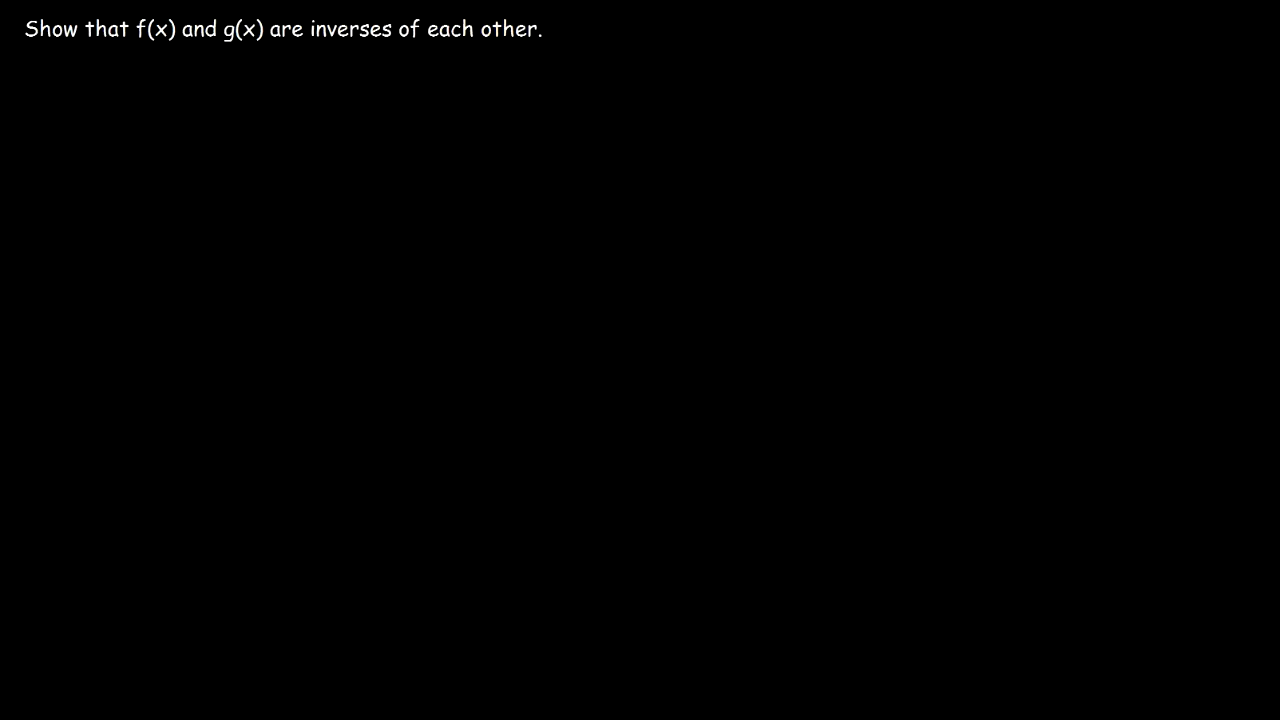 Show that f(x) and g(x) are inverses of each other.